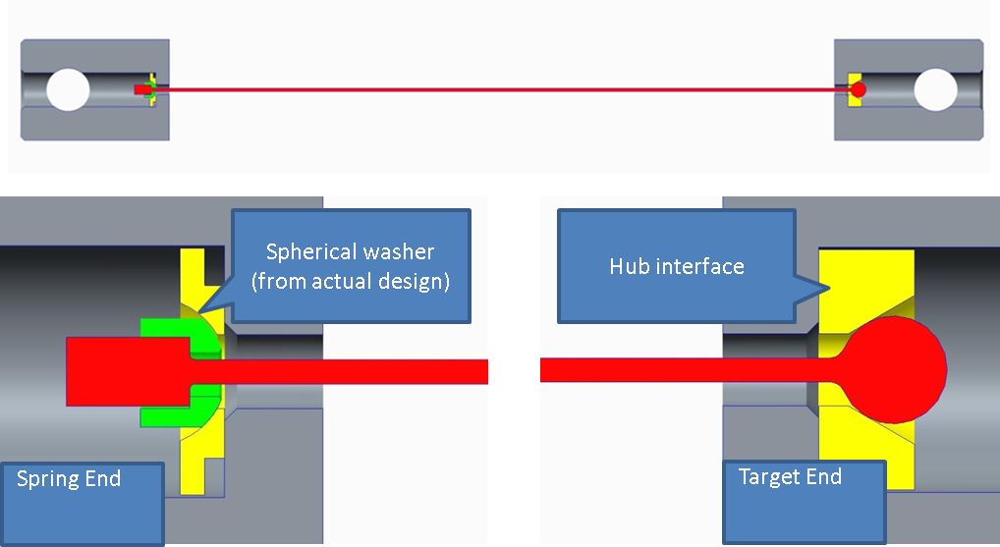 Spherical washer
(from actual design)
Hub interface
Spring End
Target End